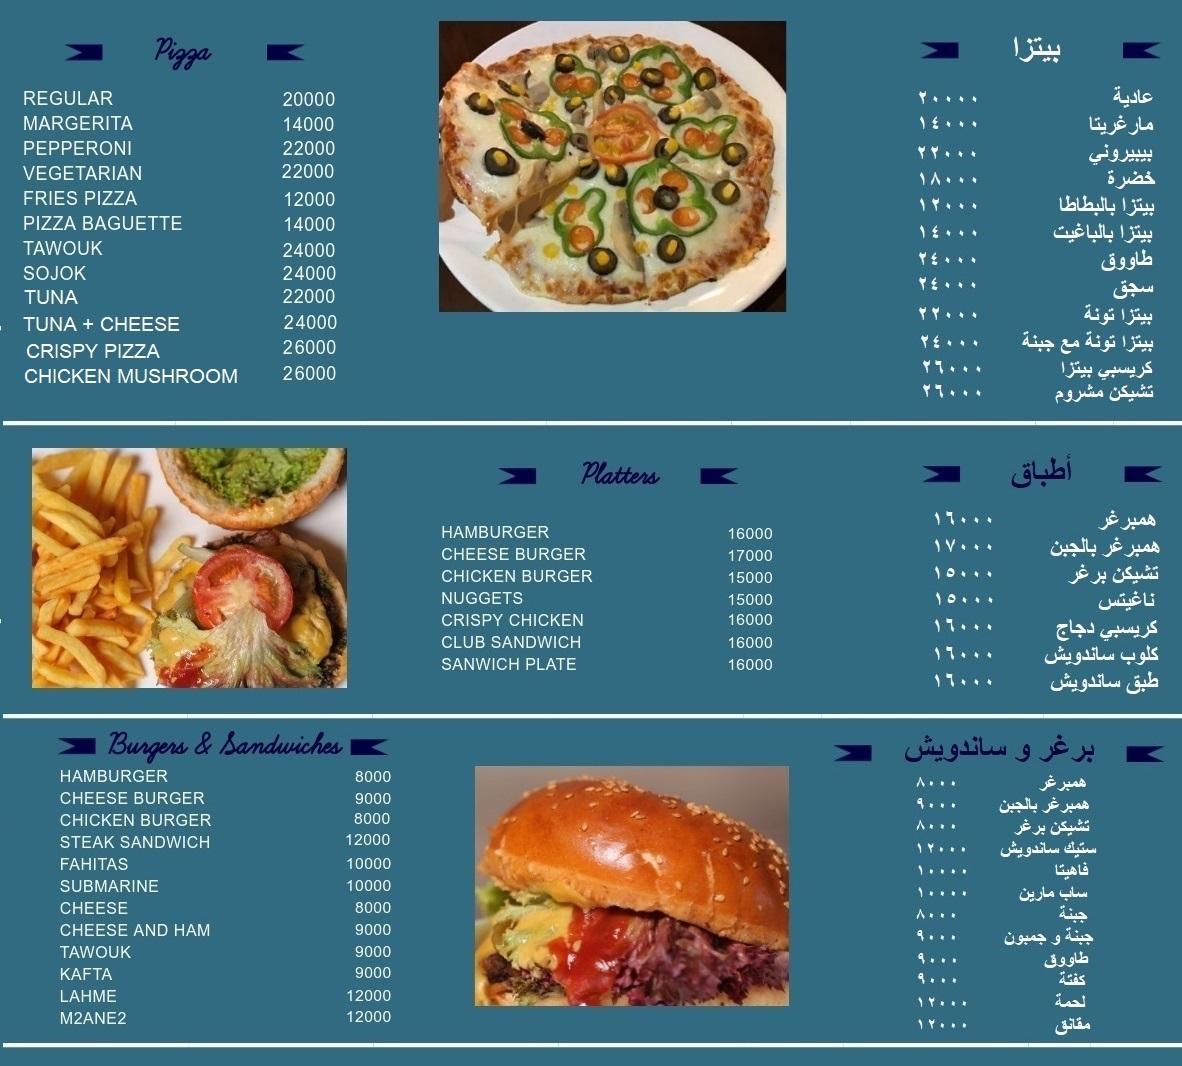 Pizza
REGULAR 20000
MARGERITA 14000
PEPPERONI 22000
VEGETARIAN 22000
FRIES PIZZA 12000
PIZZA BAGUETTE 14000
TAWOUK 24000
SOJOK 24000
TUNA 22000
TUNA + CHEESE 24000
CRISPY PIZZA 26000
CHICKEN MUSHROOM 26000
بيتزا
عادية ٢٠٠٠٠
مارغريتا ١٤٠٠٠
بيبيروني ٢٢٠٠٠
خضرة ١٨٠٠٠
بيتزا بالبطاطا ١٢٠٠٠
بيتزا بالباغيت ١٤٠٠٠
طاووق ٢٤٠٠٠
سجق ٢٤٠٠٠
بيتزا تونة ٢٢٠٠٠
بيتزا تونة مع جبنة ٢٤٠٠٠
كريسبي بيتزا ٢٦٠٠٠
تشيكن مشروم ٢٦٠٠٠
Platters
HAMBURGER 16000
CHEESE BURGER 17000
CHICKEN BURGER 15000
NUGGETS 15000
CRISPY CHICKEN 16000
CLUB SANDWICH 16000
SANWICH PLATE 16000
أطباق
همبرغر ١٦٠٠٠
همبرغر بالجبن ١٧٠٠٠
تشيكن برغر ١٥٠٠٠
ناغيتس ١٥٠٠٠
كريسبي دجاج ١٦٠٠٠
كلوب ساندويش ١٦٠٠٠
طبق ساندويش ١٦٠٠٠
Burgers & Sandwiches
HAMBURGER 8000
CHEESE BURGER 9000
CHICKEN BURGER 8000
STEAK SANDWICH 12000
FAHITAS 10000
SUBMARINE 10000
CHEESE 8000
CHEESE AND HAM 9000
TAWOUK 9000
KAFTA 9000
LAHME 12000
M2ANE2 12000
برغر و ساندويش
همبرغر ٨٠٠٠
همبرغر بالجبن ٩٠٠٠
تشيكن برغر ٨٠٠٠
ستيك ساندويش ١٢٠٠٠
فاهيتا ١٠٠٠٠
ساب مارين ١٠٠٠٠
جبنة ٨٠٠٠
جبنة و جمبون ٩٠٠٠
طاووق ٩٠٠٠
كفتة ٩٠٠٠
لحمة ١٢٠٠٠
مقانق ١٢٠٠٠